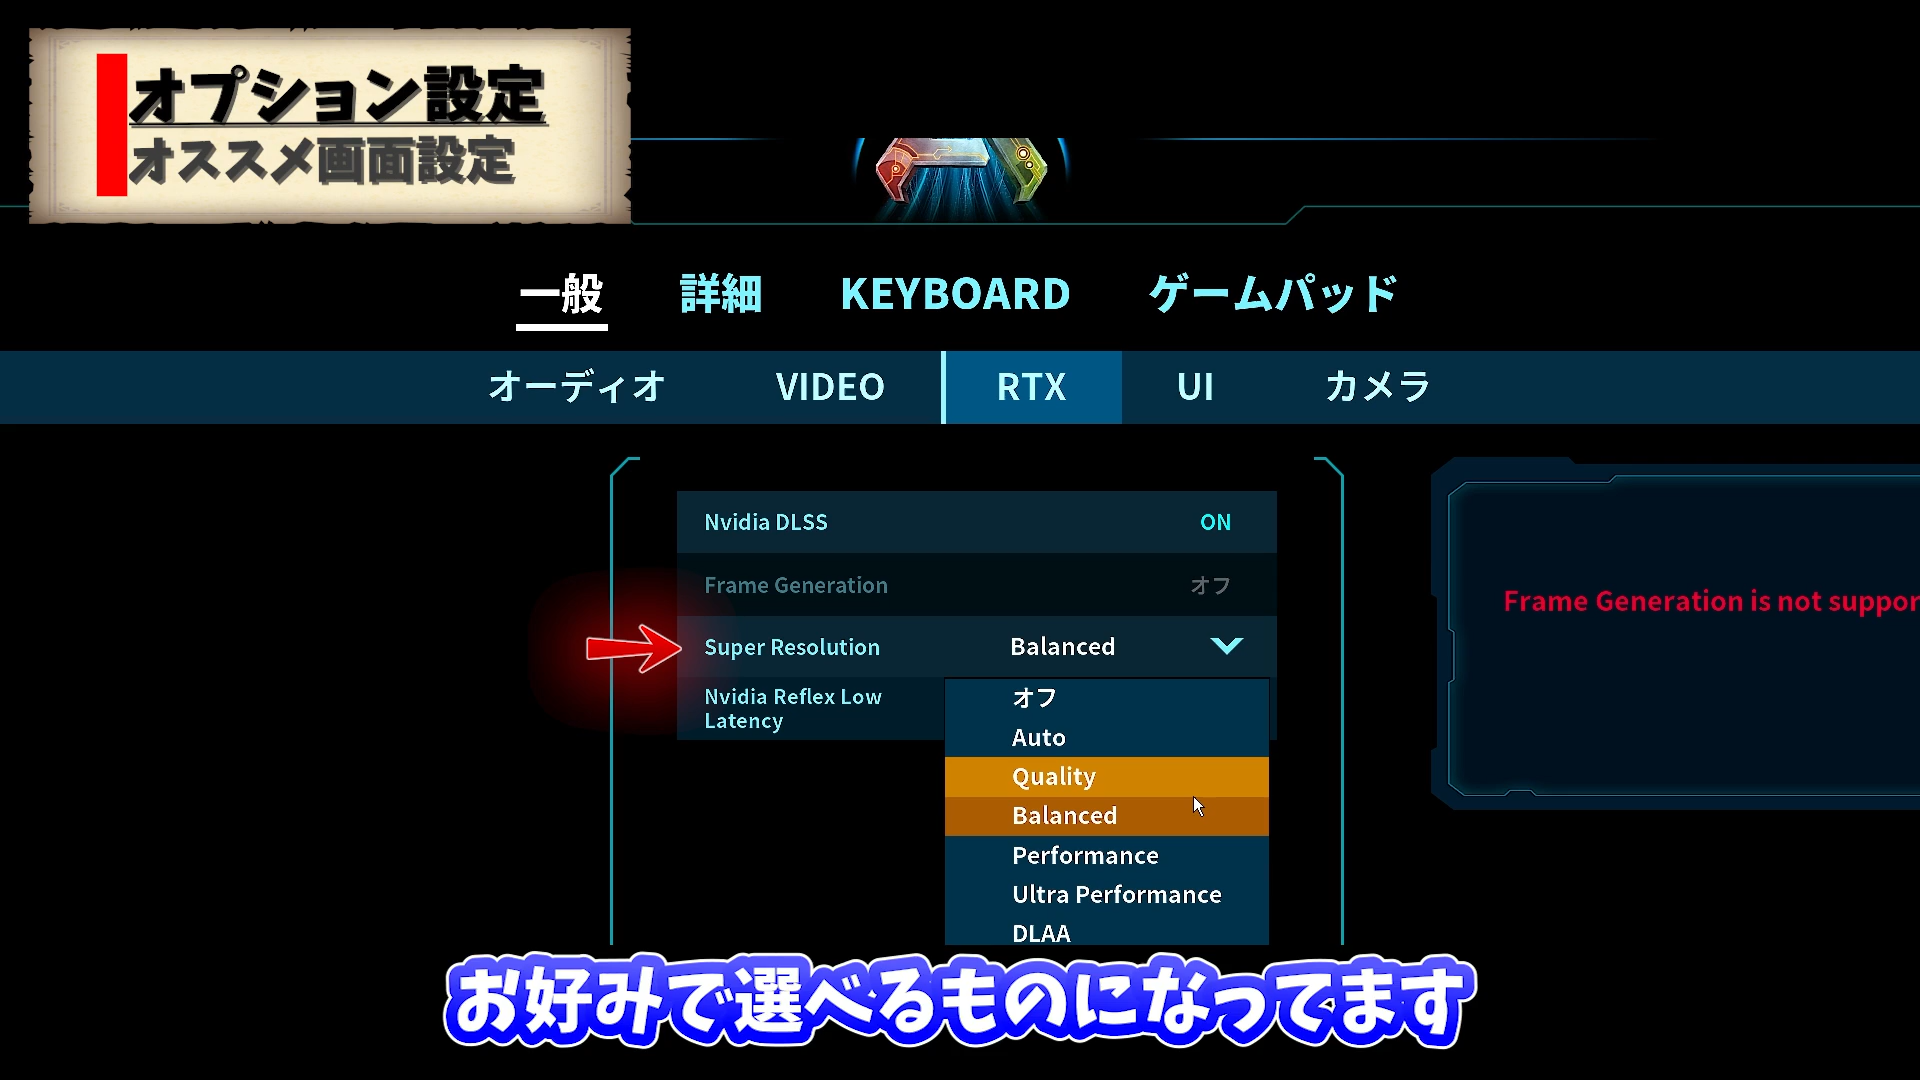 オプション設定
オススメ画面設定
一般 詳細 KEYBOARD ゲームパッド
オーディオ VIDEO RTX UI カメラ
Nvidia DLSS ON
Frame Generation オフ
Frame Generation is not suppor
Super Resolution Balanced
Nvidia Reflex Low
Latency
オフ
Auto
Quality
Balanced
Performance
Ultra Performance
DLAA
お好みで選べるものになってます